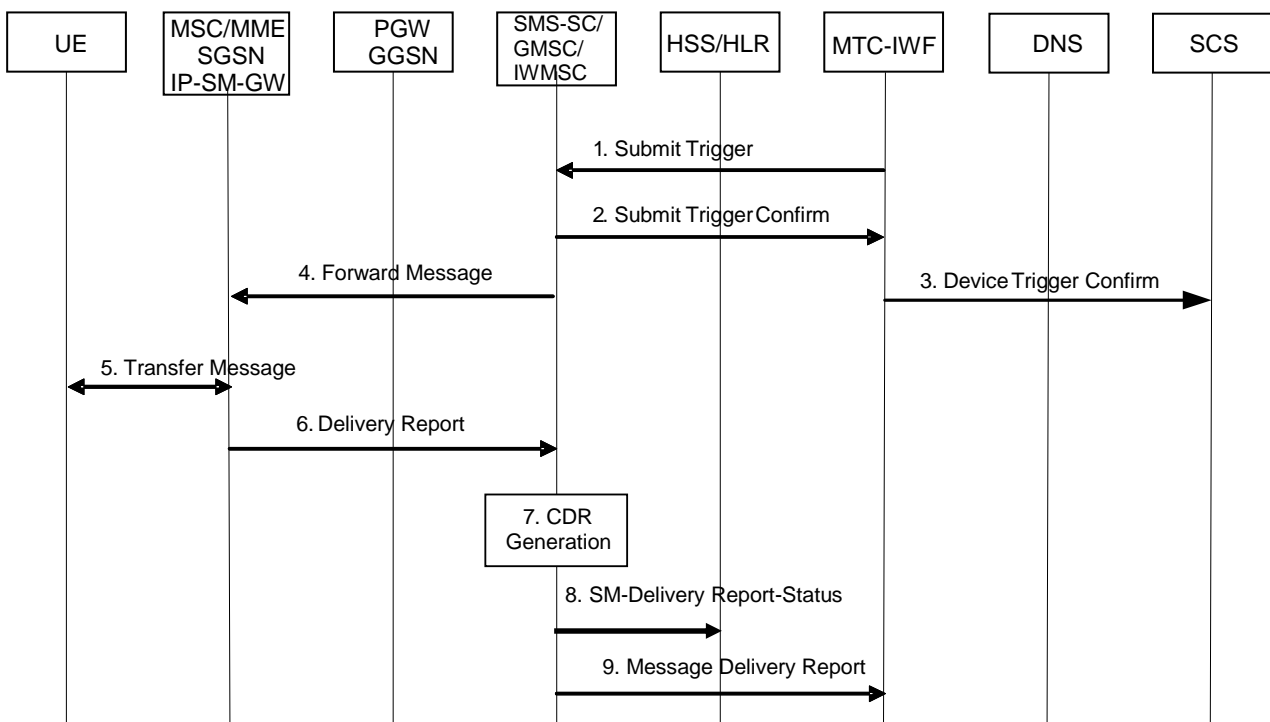 UE
MSC/MME
SGSN
IP-SM-GW
PGW
GGSN
SMS-SC/
GMSC/
IWMSC
HSS/HLR
MTC-IWF
DNS
SCS
1. Submit Trigger
2. Submit Trigger Confirm
4. Forward Message
3. Device Trigger Confirm
5. Transfer Message
6. Delivery Report
7. CDR
Generation
8. SM-Delivery Report-Status
9. Message Delivery Report